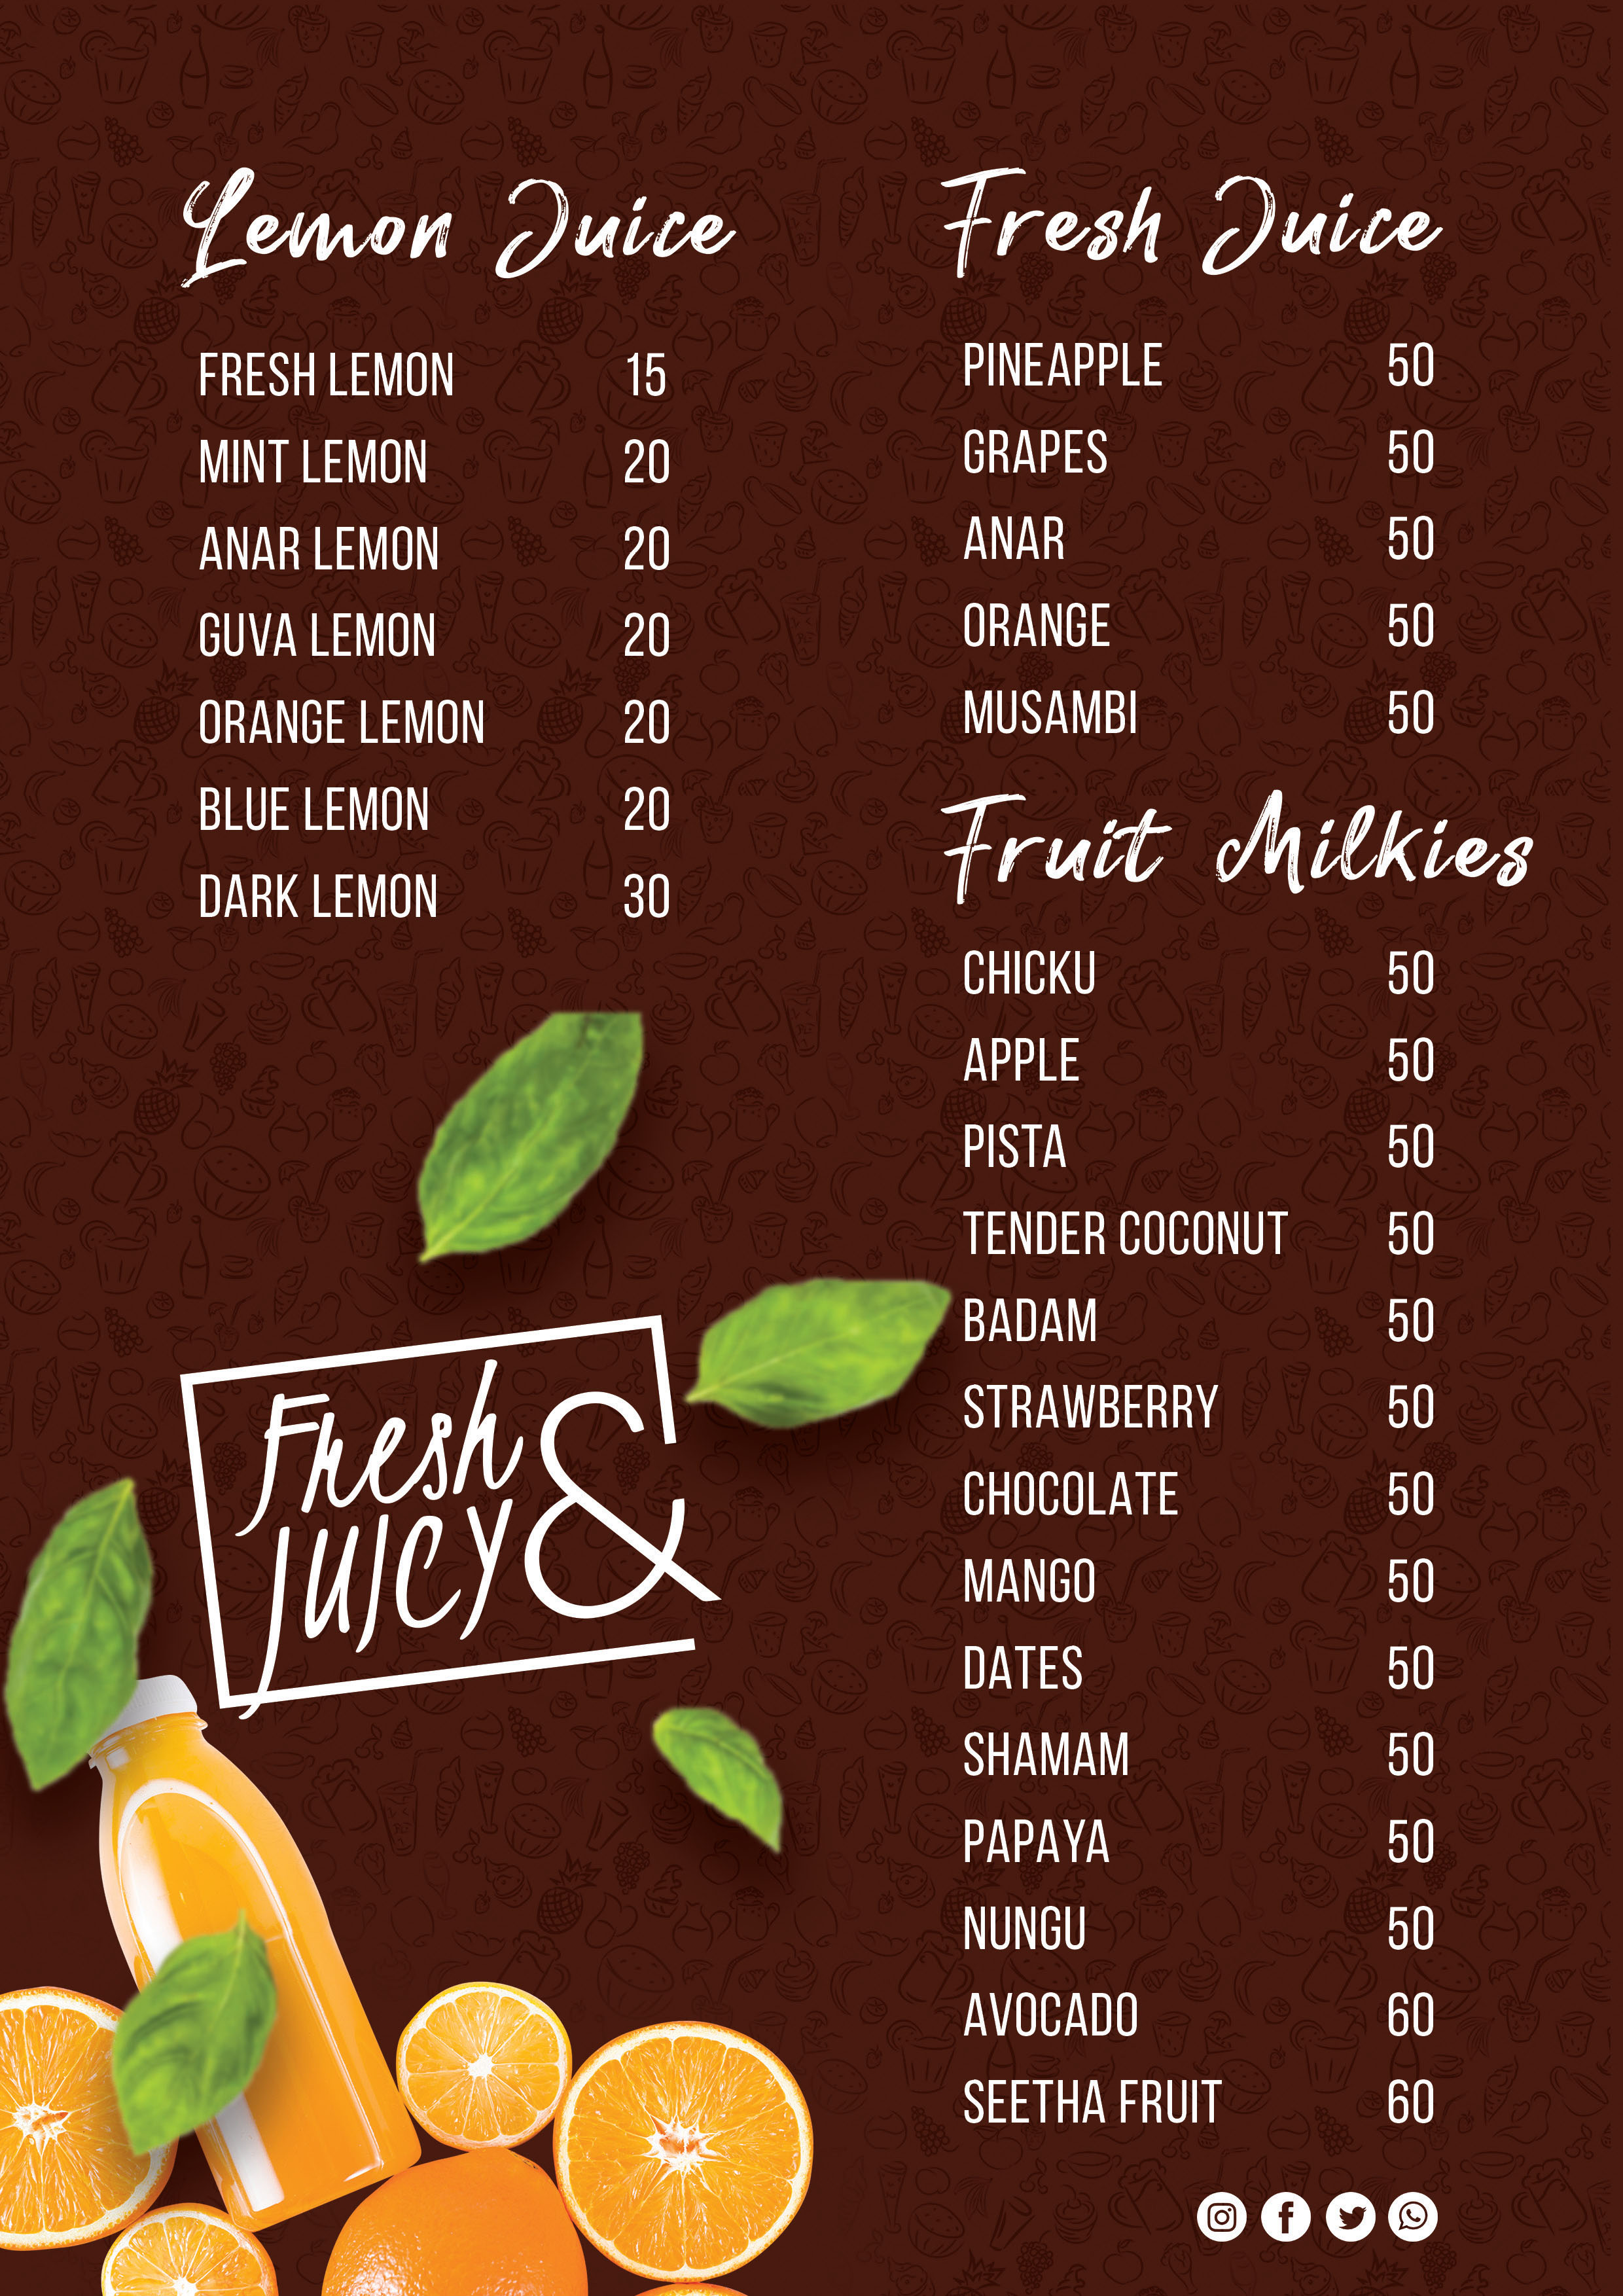 Lemon Juice
FRESH LEMON 15
MINT LEMON 20
ANAR LEMON 20
GUVA LEMON 20
ORANGE LEMON 20
BLUE LEMON 20
DARK LEMON 30
Fresh & JUICY
Fresh Juice
PINEAPPLE 50
GRAPES 50
ANAR 50
ORANGE 50
MUSAMBI 50
Fruit Milkies
CHICKU 50
APPLE 50
PISTA 50
TENDER COCONUT 50
BADAM 50
STRAWBERRY 50
CHOCOLATE 50
MANGO 50
DATES 50
SHAMAM 50
PAPAYA 50
NUNGU 50
AVOCADO 60
SEETHA FRUIT 60